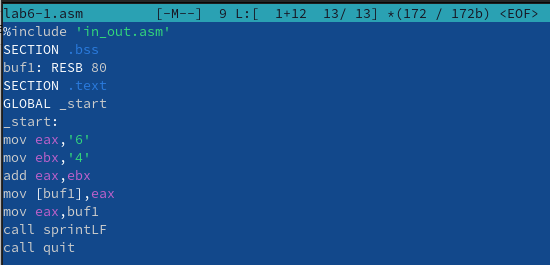 lab6-1.asm [-M--] 9 L:[ 1+12 13/ 13] *(172 / 172b) <EOF>
%include 'in_out.asm'
SECTION .bss
buf1: RESB 80
SECTION .text
GLOBAL _start
_start:
mov eax,'6'
mov ebx,'4'
add eax,ebx
mov [buf1],eax
mov eax,buf1
call sprintLF
call quit